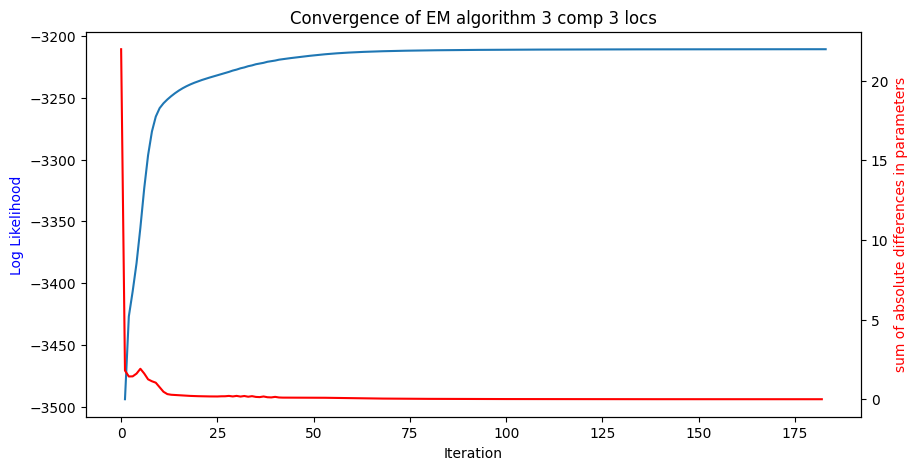 Convergence of EM algorithm 3 comp 3 locs
Log Likelihood
−3200
−3250
−3300
−3350
−3400
−3450
−3500
20
15
10
5
0
sum of absolute differences in parameters
0 25 50 75 100 125 150 175
Iteration